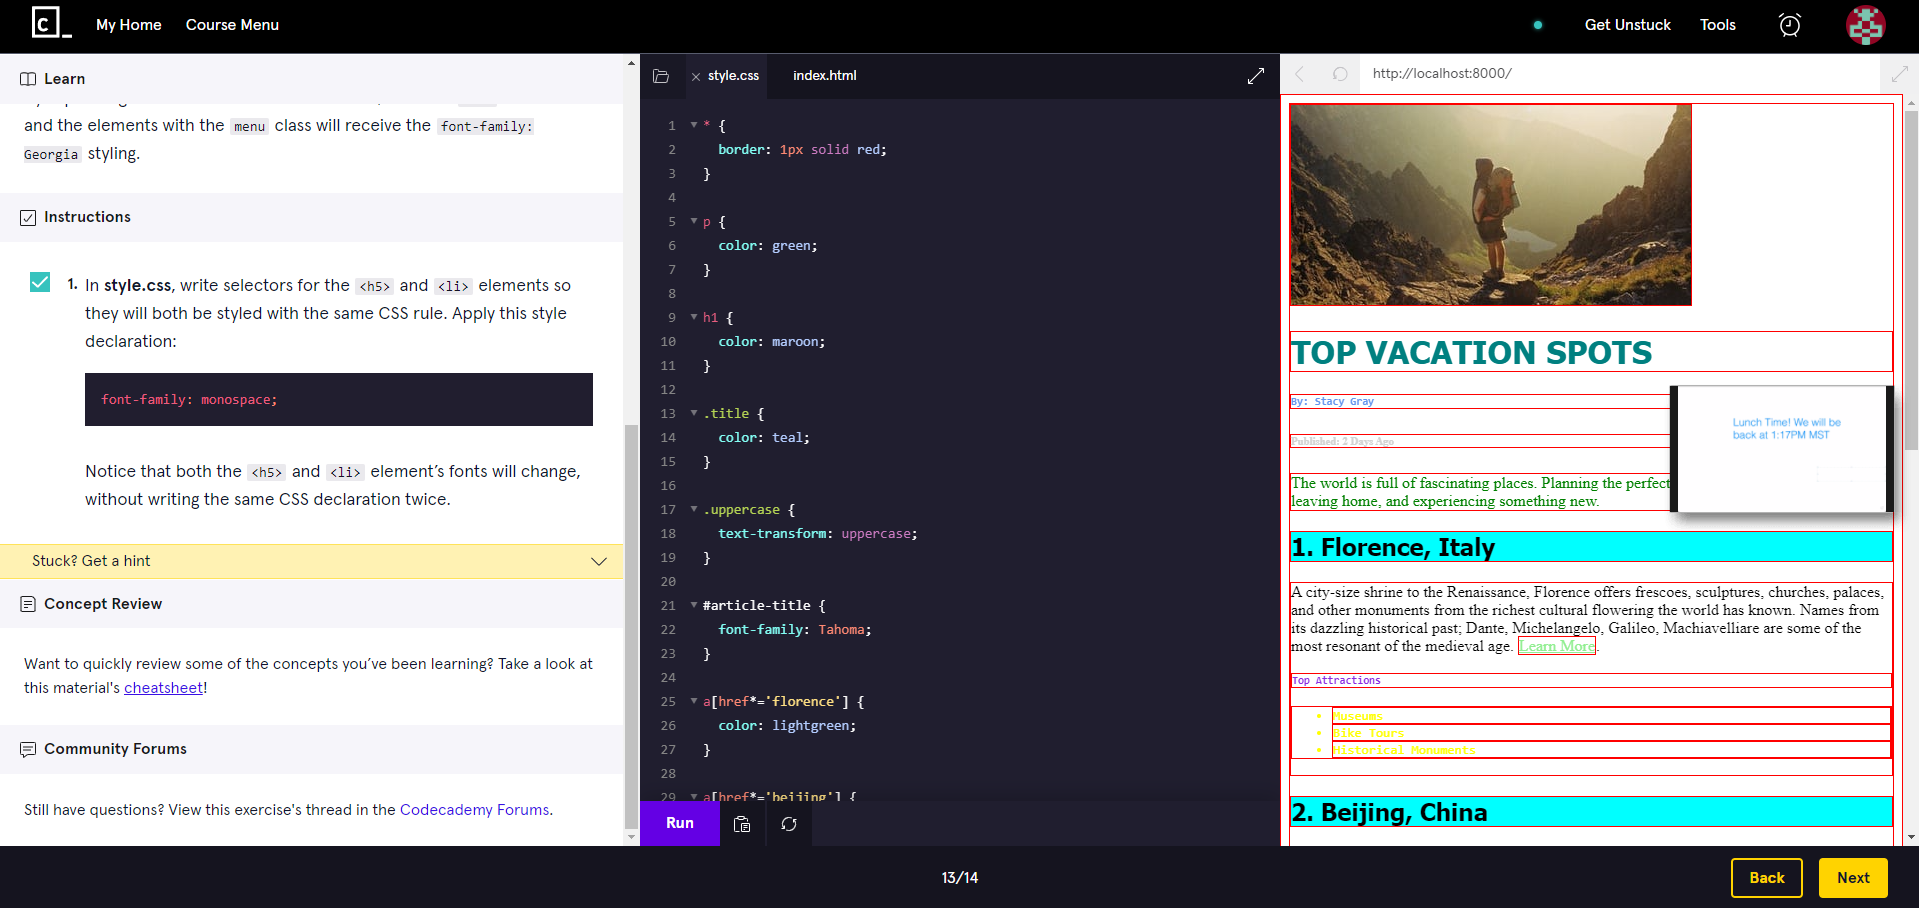 C_
My Home
Course Menu
Get Unstuck
Tools
Learn
and the elements with the menu class will receive the font-family:
Georgia styling.
Instructions
1. In style.css, write selectors for the <h5> and <li> elements so
they will both be styled with the same CSS rule. Apply this style
declaration:
font-family: monospace;
Notice that both the <h5> and <li> element’s fonts will change,
without writing the same CSS declaration twice.
Stuck? Get a hint
Concept Review
Want to quickly review some of the concepts you’ve been learning? Take a look at
this material's cheatsheet!
Community Forums
Still have questions? View this exercise's thread in the Codecademy Forums.
style.css
index.html
1 * {
2 border: 1px solid red;
3 }
4
5 p {
6 color: green;
7 }
8
9 h1 {
10 color: maroon;
11 }
12
13 .title {
14 color: teal;
15 }
16
17 .uppercase {
18 text-transform: uppercase;
19 }
20
21 #article-title {
22 font-family: Tahoma;
23 }
24
25 a[href*='florence'] {
26 color: lightgreen;
27 }
28
29 a[href*='beijing'] {
Run
http://localhost:8000/
TOP VACATION SPOTS
By: Stacy Gray
Published: 2 Days Ago
Lunch Time! We will be
back at 1:17PM MST
The world is full of fascinating places. Planning the perfect
leaving home, and experiencing something new.
1. Florence, Italy
A city-size shrine to the Renaissance, Florence offers frescoes, sculptures, churches, palaces,
and other monuments from the richest cultural flowering the world has known. Names from
its dazzling historical past; Dante, Michelangelo, Galileo, Machiavelliare are some of the
most resonant of the medieval age. Learn More.
Top Attractions
Museums
Bike Tours
Historical Monuments
2. Beijing, China
13/14
Back
Next